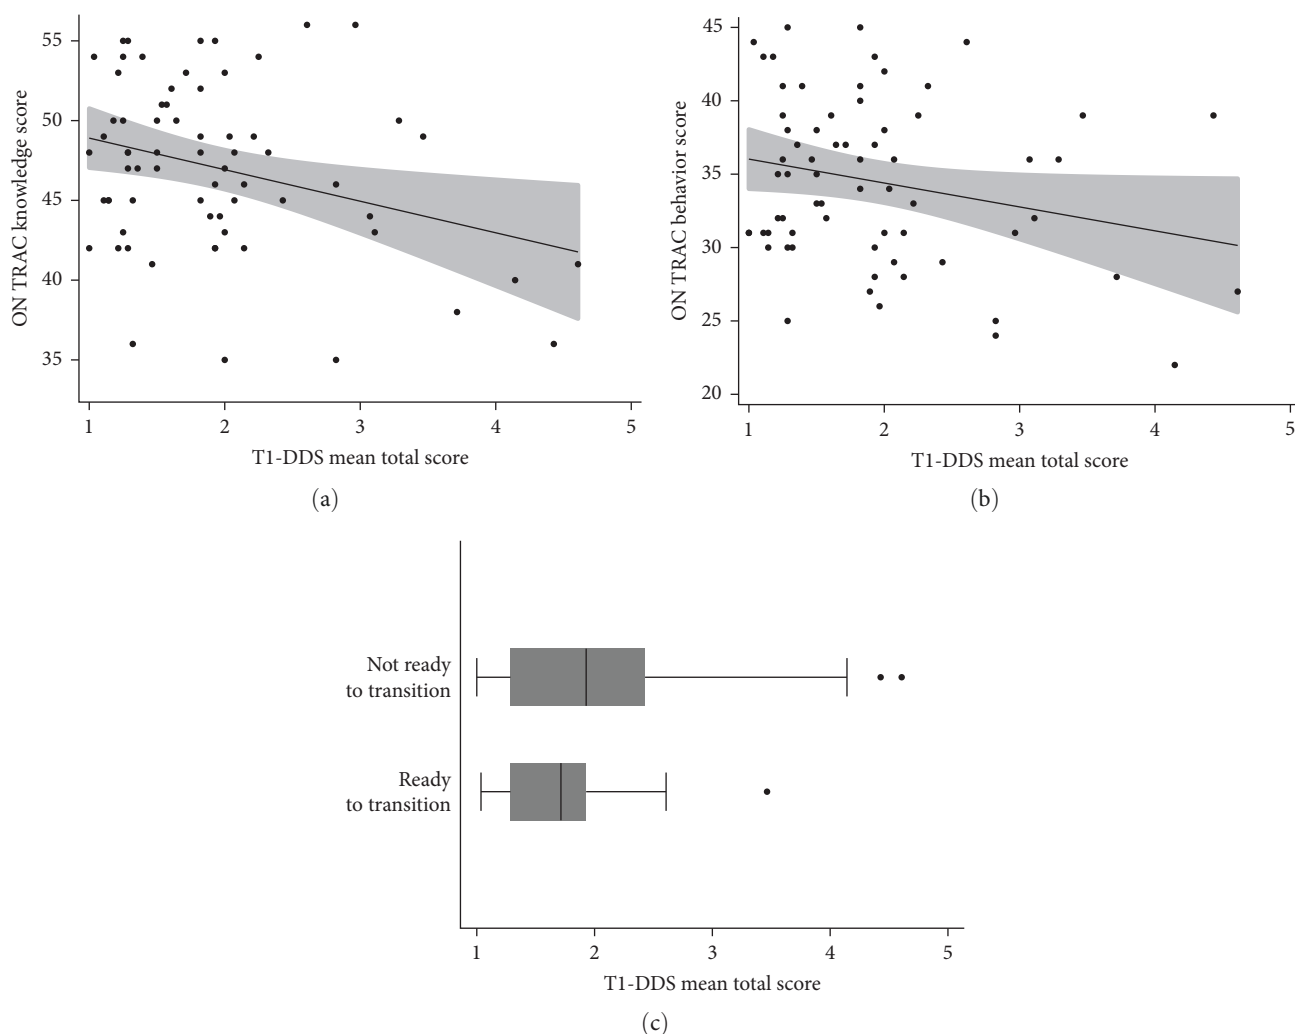 ON TRAC knowledge score
55
50
45
40
35
1 2 3 4 5
T1-DDS mean total score
(a)
ON TRAC behavior score
45
40
35
30
25
20
1 2 3 4 5
T1-DDS mean total score
(b)
Not ready
to transition
Ready
to transition
1 2 3 4 5
T1-DDS mean total score
(c)